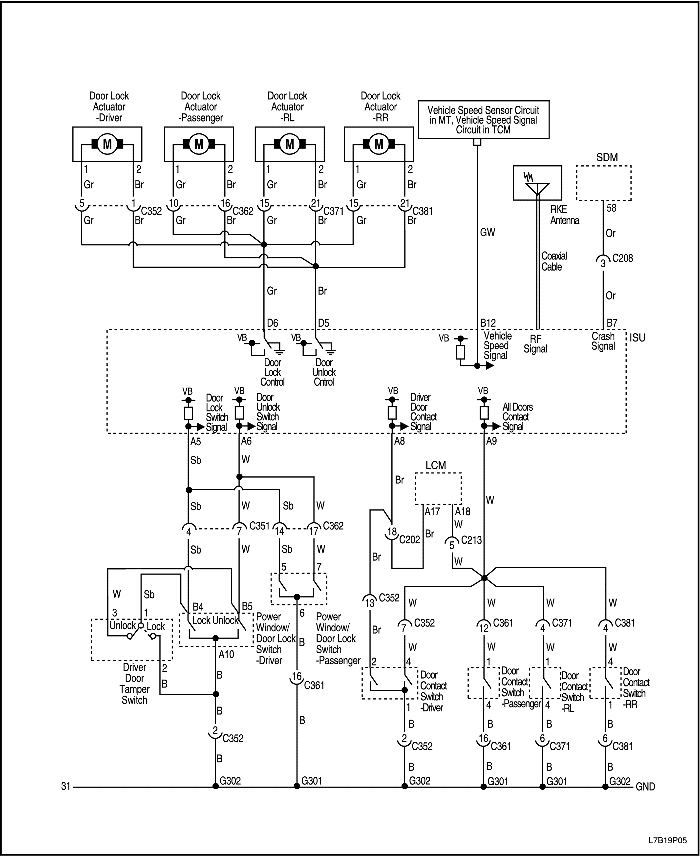 Door Lock
Actuator
-Driver
Door Lock
Actuator
-Passenger
Door Lock
Actuator
-RL
Door Lock
Actuator
-RR
Vehicle Speed Sensor Circuit
in MT, Vehicle Speed Signal
Circuit in TCM
SDM
M M M M
RKE
Antenna
1 2 1 2 1 2 1 2
Gr Br Gr Br Gr Br Gr Br
58
Or
5 1 C352 10 16 C362 15 21 C371 15 21 C381
Gr Br Gr Br Gr Br Gr Br
GW
Coaxial
Cable
3 C208
Or
Gr Br
D6 D5 B12 B7 ISU
VB VB VB
Door
Lock
Control
Door
Unlock
Cntrol
Vehicle
Speed
Signal
RF
Signal
Crash
Signal
VB VB VB VB
Door
Lock
Switch
Signal
Door
Unlock
Switch
Signal
Driver
Door
Contact
Signal
All Doors
Contact
Signal
A5 A6 A8 A9
Sb W Br W
LCM
A17 A18
Sb W Sb W Br W
4 7 C351 14 17 C362 18 C202 5 C213
Sb W Sb W Br W
5 7
W Sb
3 1 B4 B5
Unlock Lock
Lock Unlock
Power
Window/
Door Lock
Switch
-Driver
6
Power
Window/
Door Lock
Switch
-Passenger
13 C352
Br
W W W W
7 C352 12 C361 4 C371 4 C381
W W W W
2 4 1 1 4
Driver
Door
Tamper
Switch
2
B
A10
B
B
16 C361
B
Door
Contact
Switch
-Driver
Door
Contact
Switch
-Passenger
Door
Contact
Switch
-RL
Door
Contact
Switch
-RR
1 4 4 1
B B B B
2 C352 2 C352 16 C361 6 C371 6 C381
B B B B B
31 G302 G301 G302 G301 G301 G302 GND
L7B19P05